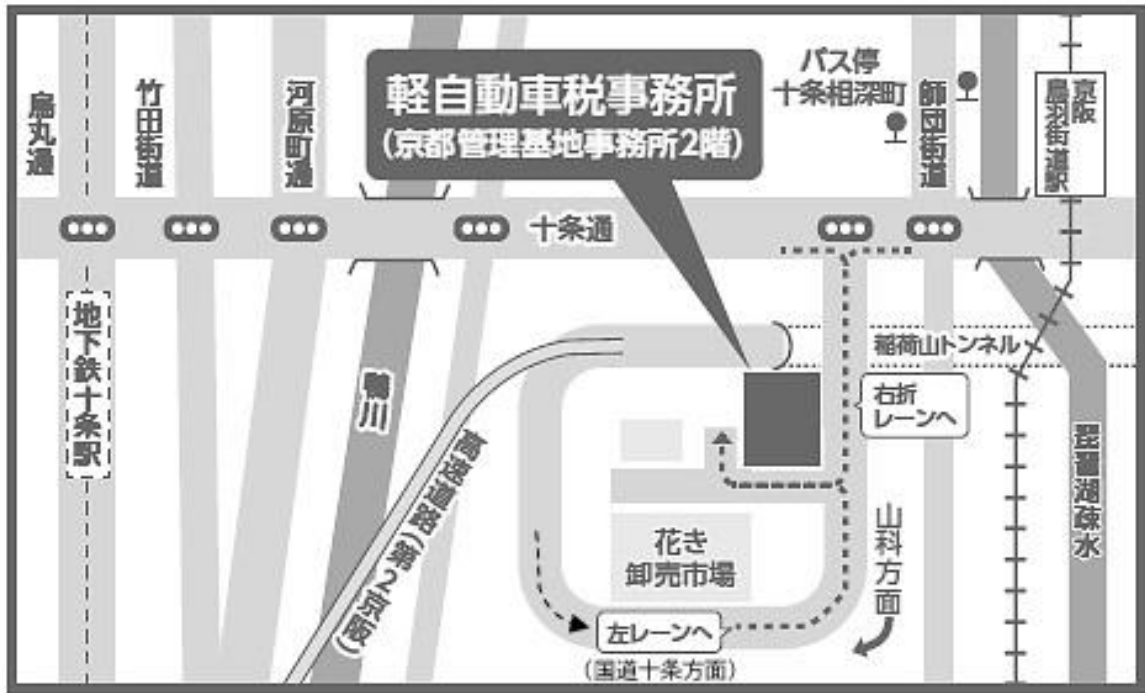 軽自動車税事務所
(京都管理基地事務所2階)
バス停
十条相深町
師団街道
京阪
鳥羽街道駅
烏丸通
竹田街道
河原町通
十条通
地下鉄十条駅
鴨川
高速道路(第2京阪)
稲荷山トンネル
右折
レーンへ
琵琶湖疏水
山科方面
花き
卸売市場
左レーンへ
(国道十条方面)